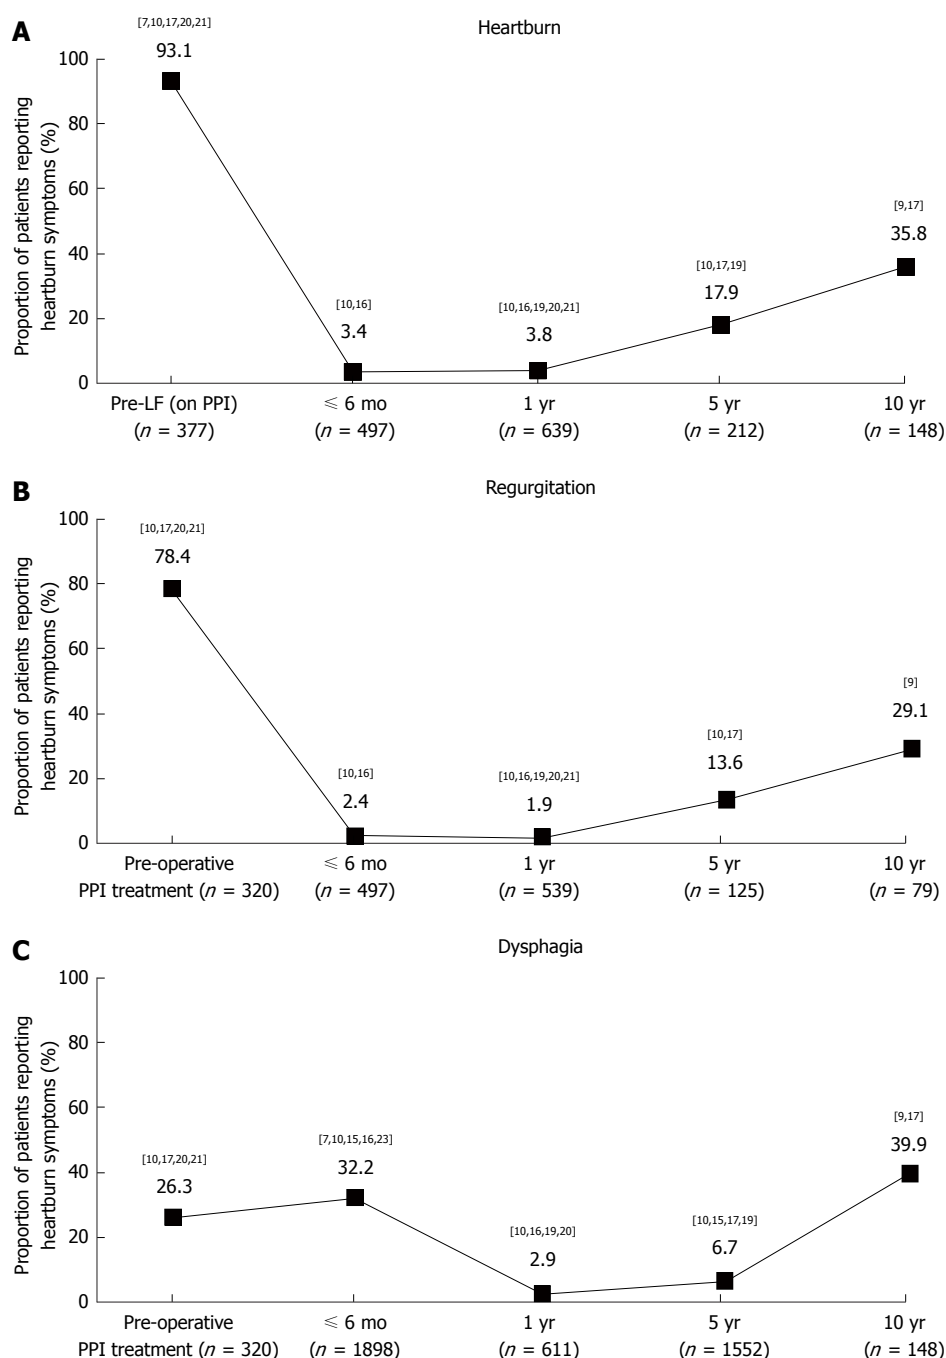 A
Heartburn
Proportion of patients reporting
heartburn symptoms (%)
100
80
60
40
20
0
[7,10,17,20,21]
93.1
[10,16]
3.4
[10,16,19,20,21]
3.8
[10,17,19]
17.9
[9,17]
35.8
Pre-LF (on PPI) ⩽ 6 mo 1 yr 5 yr 10 yr
(n = 377) (n = 497) (n = 639) (n = 212) (n = 148)
B
Regurgitation
Proportion of patients reporting
heartburn symptoms (%)
100
80
60
40
20
0
[10,17,20,21]
78.4
[10,16]
2.4
[10,16,19,20,21]
1.9
[10,17]
13.6
[9]
29.1
Pre-operative ⩽ 6 mo 1 yr 5 yr 10 yr
PPI treatment (n = 320) (n = 497) (n = 539) (n = 125) (n = 79)
C
Dysphagia
Proportion of patients reporting
heartburn symptoms (%)
100
80
60
40
20
0
[10,17,20,21]
26.3
[7,10,15,16,23]
32.2
[10,16,19,20]
2.9
[10,15,17,19]
6.7
[9,17]
39.9
Pre-operative ⩽ 6 mo 1 yr 5 yr 10 yr
PPI treatment (n = 320) (n = 1898) (n = 611) (n = 1552) (n = 148)